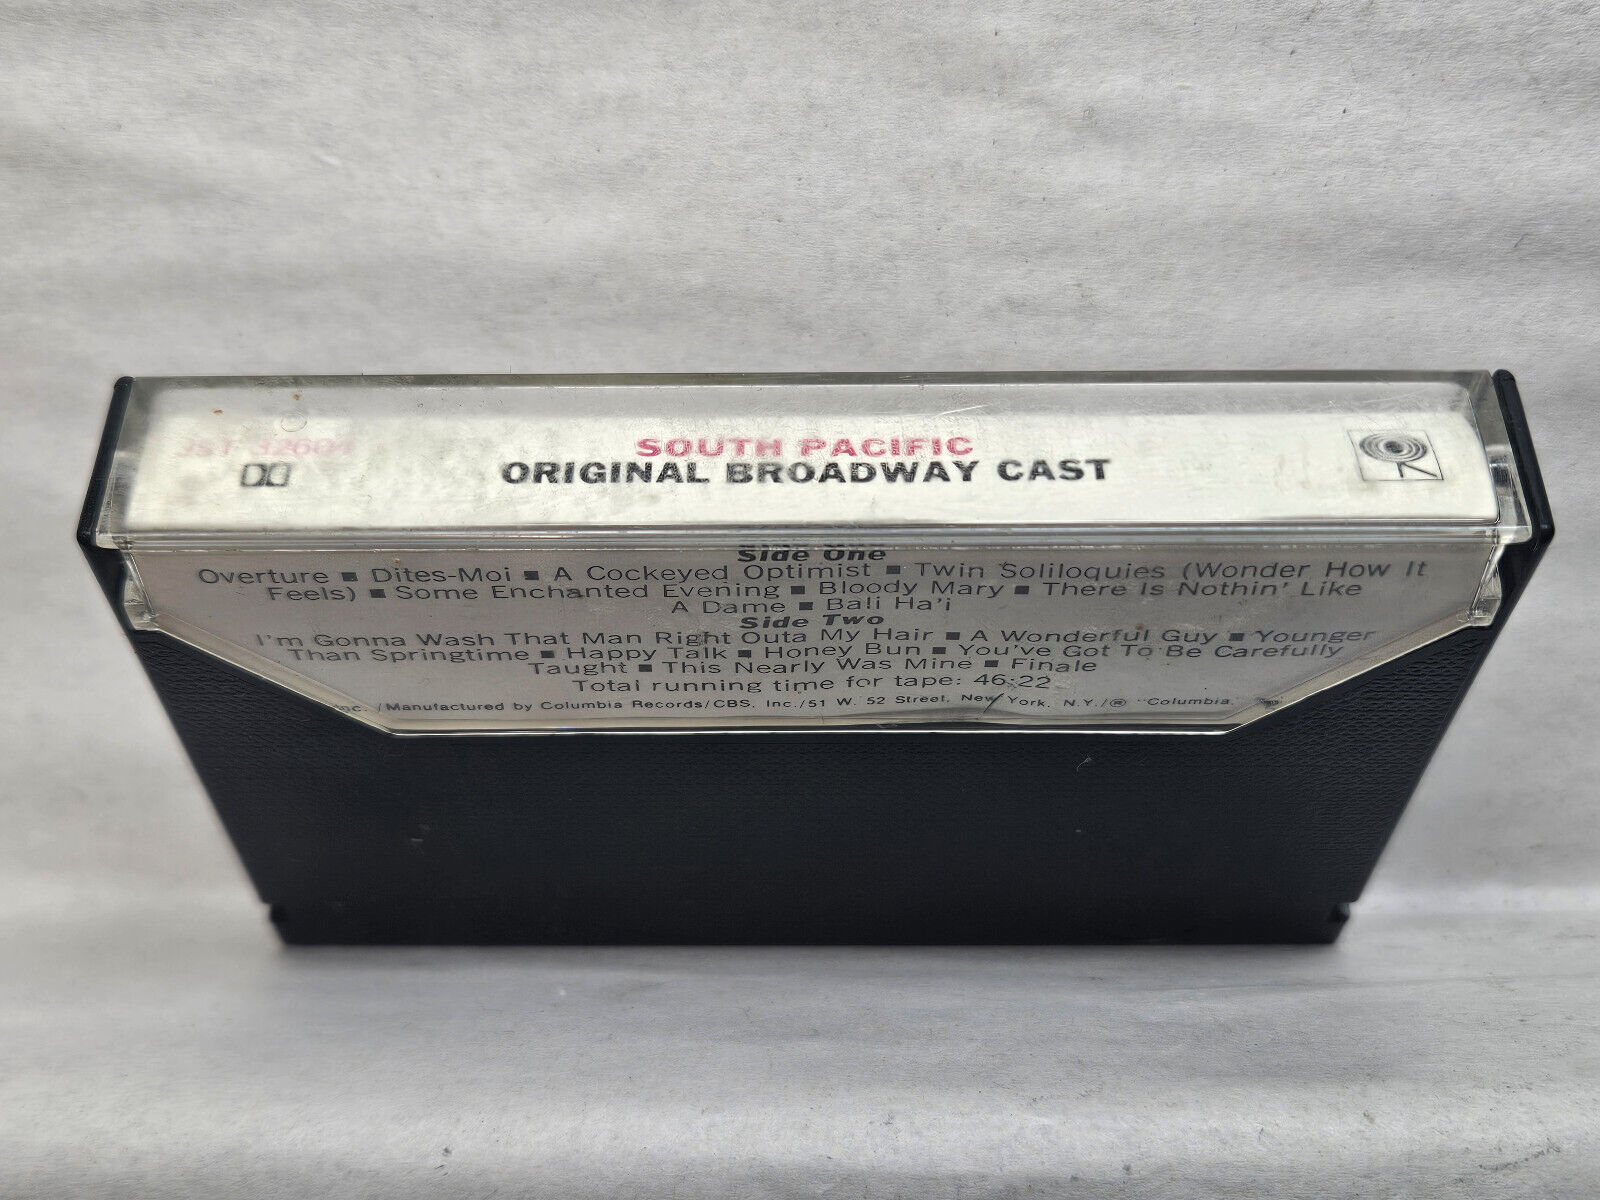 JST 32604
SOUTH PACIFIC
ORIGINAL BROADWAY CAST
Side One
Overture ■ Dites-Moi ■ A Cockeyed Optimist ■ Twin Soliloquies (Wonder How It
Feels) ■ Some Enchanted Evening ■ Bloody Mary ■ There Is Nothin' Like
A Dame ■ Bali Ha'i
Side Two
I'm Gonna Wash That Man Right Outa My Hair ■ A Wonderful Guy ■ Younger
Than Springtime ■ Happy Talk ■ Honey Bun ■ You've Got To Be Carefully
Taught ■ This Nearly Was Mine ■ Finale
Total running time for tape: 46:22
Inc. /Manufactured by Columbia Records/CBS, Inc./51 W. 52 Street, New York, N.Y./® "Columbia,